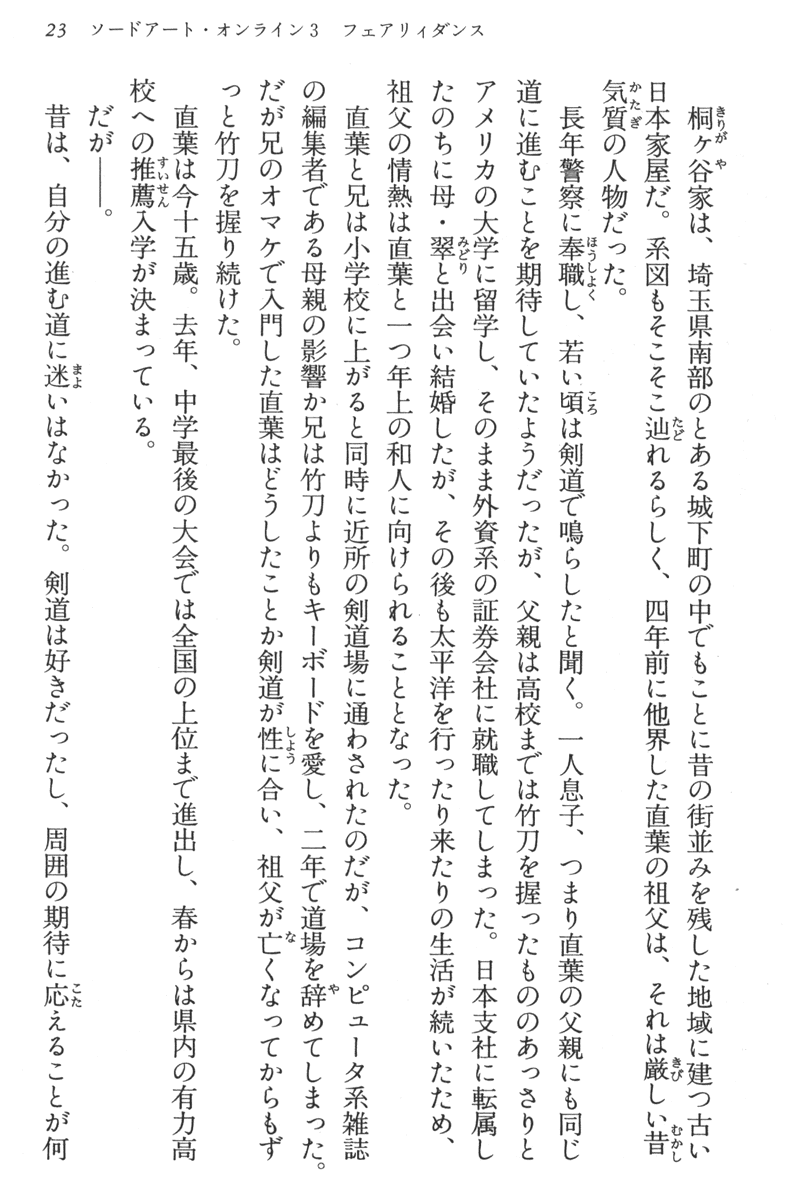 23　ソードアート・オンライン3　フェアリィダンス
　桐ヶ谷家は、埼玉県南部のとある城下町の中でもことに昔の街並みを残した地域に建つ古い
日本家屋だ。系図もそこそこ辿れるらしく、四年前に他界した直葉の祖父は、それは厳しい昔
気質の人物だった。
　長年警察に奉職し、若い頃は剣道で鳴らしたと聞く。一人息子、つまり直葉の父親にも同じ
道に進むことを期待していたようだったが、父親は高校までは竹刀を握ったもののあっさりと
アメリカの大学に留学し、そのまま外資系の証券会社に就職してしまった。日本支社に転属し
たのちに母・翠と出会い結婚したが、その後も太平洋を行ったり来たりの生活が続いたため、
祖父の情熱は直葉と一つ年上の和人に向けられることとなった。
　直葉と兄は小学校に上がると同時に近所の剣道場に通わされたのだが、コンピュータ系雑誌
の編集者である母親の影響か兄は竹刀よりもキーボードを愛し、二年で道場を辞めてしまった。
だが兄のオマケで入門した直葉はどうしたことか剣道が性に合い、祖父が亡くなってからもず
っと竹刀を握り続けた。
　直葉は今十五歳。去年、中学最後の大会では全国の上位まで進出し、春からは県内の有力高
校への推薦入学が決まっている。
　だが――。
　昔は、自分の進む道に迷いはなかった。剣道は好きだったし、周囲の期待に応えることが何